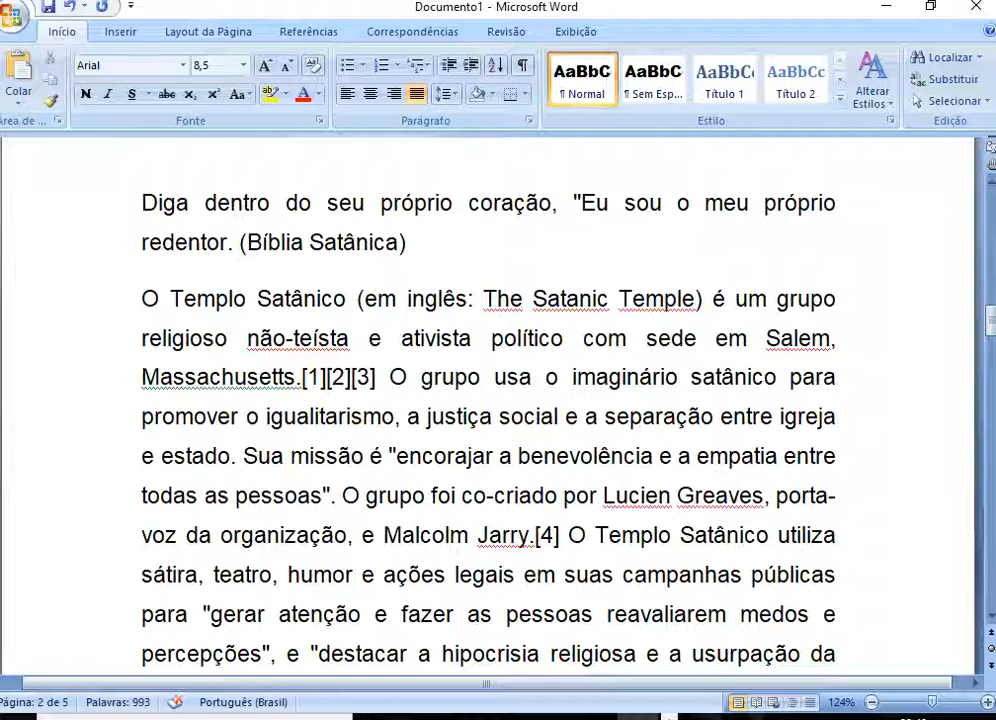 Documento1 - Microsoft Word
Início Inserir Layout da Página Referências Correspondências Revisão Exibição
Arial 8,5 Localizar
Colar Substituir
N I S abc X₂ X² Aa ab A Alterar Estilos Selecionar
AaBbC AaBbC AaBbC AaBbCc
¶ Normal ¶ Sem Esp... Título 1 Título 2
Área de ... Fonte Parágrafo Estilo Edição
Diga dentro do seu próprio coração, "Eu sou o meu próprio
redentor. (Bíblia Satânica)
O Templo Satânico (em inglês: The Satanic Temple) é um grupo
religioso não-teísta e ativista político com sede em Salem,
Massachusetts.[1][2][3] O grupo usa o imaginário satânico para
promover o igualitarismo, a justiça social e a separação entre igreja
e estado. Sua missão é "encorajar a benevolência e a empatia entre
todas as pessoas". O grupo foi co-criado por Lucien Greaves, porta-
voz da organização, e Malcolm Jarry.[4] O Templo Satânico utiliza
sátira, teatro, humor e ações legais em suas campanhas públicas
para "gerar atenção e fazer as pessoas reavaliarem medos e
percepções", e "destacar a hipocrisia religiosa e a usurpação da
Página: 2 de 5 Palavras: 993 Português (Brasil) 124%